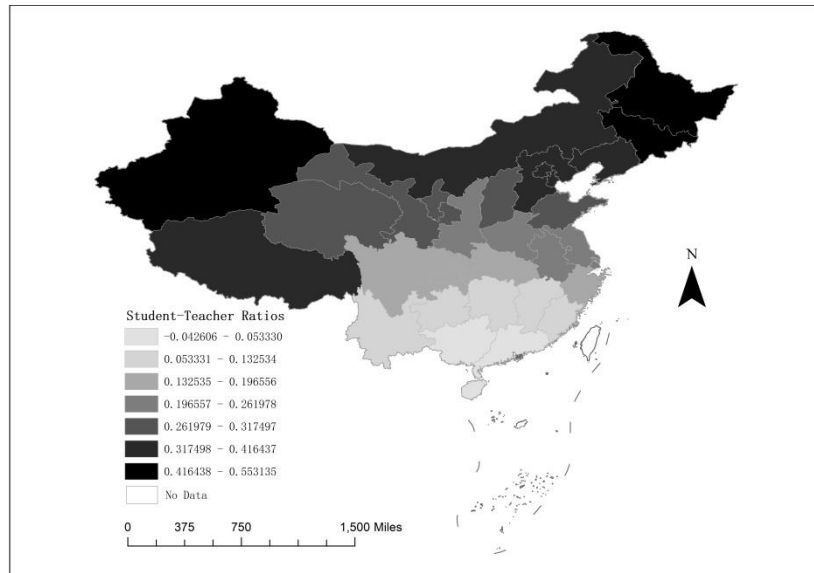 N
Student-Teacher Ratios
-0.042606 - 0.053330
0.053331 - 0.132534
0.132535 - 0.196556
0.196557 - 0.261978
0.261979 - 0.317497
0.317498 - 0.416437
0.416438 - 0.553135
No Data
0 375 750 1,500 Miles